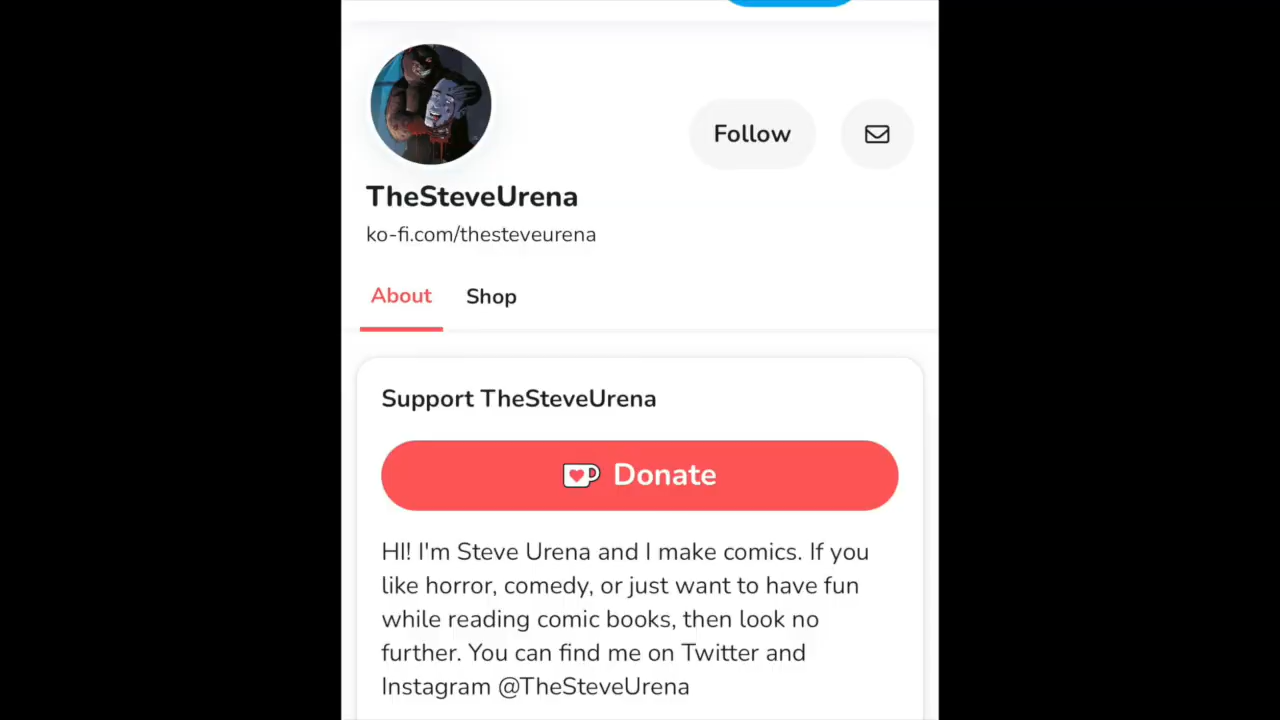 Follow
TheSteveUrena
ko-fi.com/thesteveurena
About Shop
Support TheSteveUrena
Donate
HI! I'm Steve Urena and I make comics. If you
like horror, comedy, or just want to have fun
while reading comic books, then look no
further. You can find me on Twitter and
Instagram @TheSteveUrena